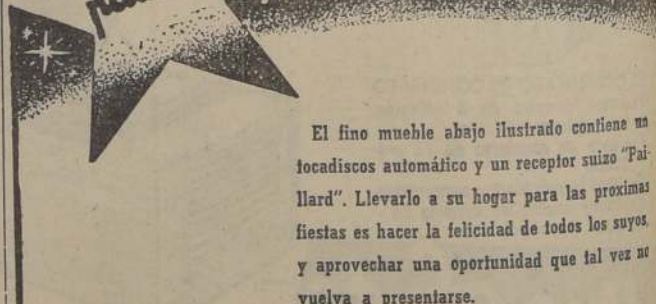 El fino mueble abajo ilustrado contiene un
tocadiscos automático y un receptor suizo "Pai-
llard". Llevarlo a su hogar para las proximas
fiestas es hacer la felicidad de todos los suyos,
y aprovechar una oportunidad que tal vez no
vuelva a presentarse.